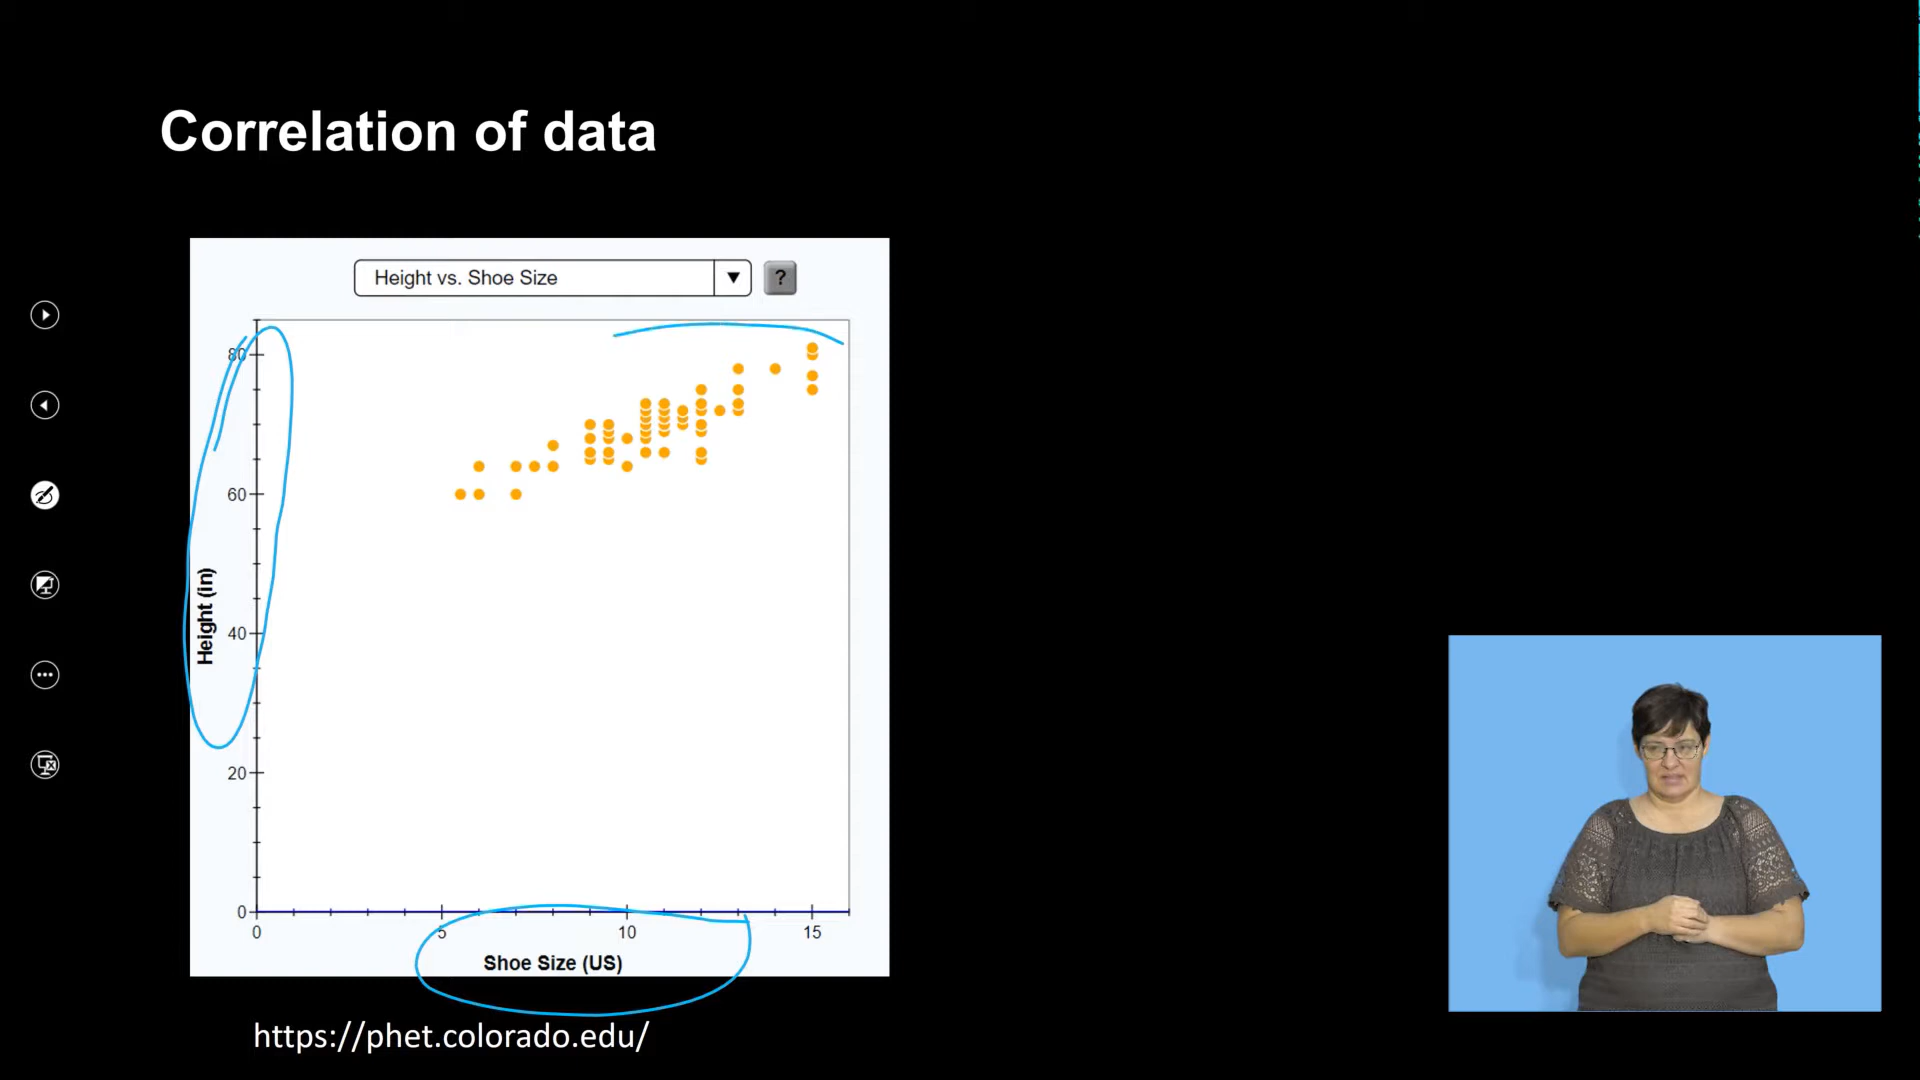 Correlation of data
Height vs. Shoe Size
?
80
60
40
20
0
Height (in)
0 5 10 15
Shoe Size (US)
https://phet.colorado.edu/